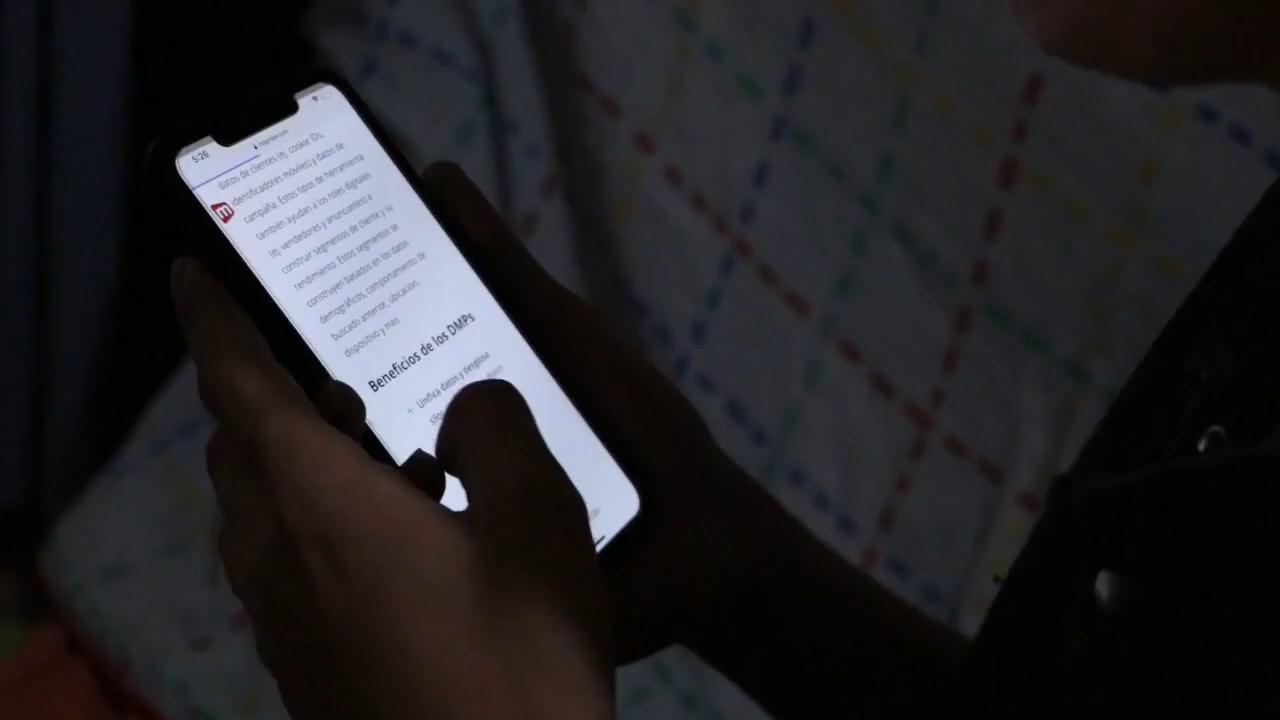 5:26
datos de clientes (ej. cookie IDs,
identificadores móviles) y datos de
campaña. Estos tipos de herramienta
también ayudan a los roles digitales
(ej. vendedores y anunciantes) a
construir segmentos de cliente y su
rendimiento. Estos segmentos se
construyen basados en los datos
demográficos, comportamiento de
buscado anterior, ubicación,
dispositivo y más.
m
Beneficios de los DMPs
+ Unifica datos y desglosa